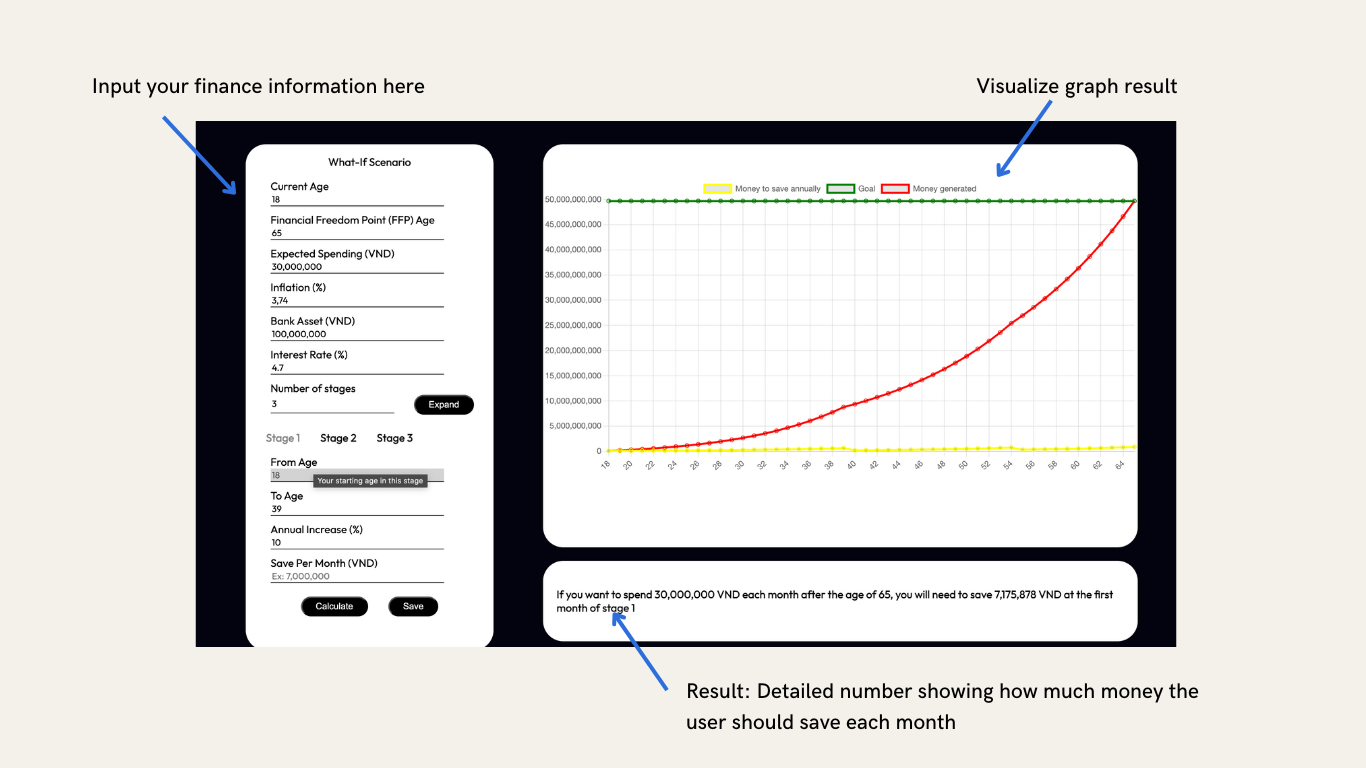 Input your finance information here
Visualize graph result
What-If Scenario
Current Age
18
Financial Freedom Point (FFP) Age
65
Expected Spending (VND)
30,000,000
Inflation (%)
3,74
Bank Asset (VND)
100,000,000
Interest Rate (%)
4.7
Number of stages
3
Expand
Stage 1 Stage 2 Stage 3
From Age
18
Your starting age in this stage
To Age
39
Annual Increase (%)
10
Save Per Month (VND)
Ex: 7,000,000
Calculate Save
Money to save annually Goal Money generated
50,000,000,000
45,000,000,000
40,000,000,000
35,000,000,000
30,000,000,000
25,000,000,000
20,000,000,000
15,000,000,000
10,000,000,000
5,000,000,000
0
18 20 22 24 26 28 30 32 34 36 38 40 42 44 46 48 50 52 54 56 58 60 62 64
If you want to spend 30,000,000 VND each month after the age of 65, you will need to save 7,175,878 VND at the first
month of stage 1
Result: Detailed number showing how much money the
user should save each month